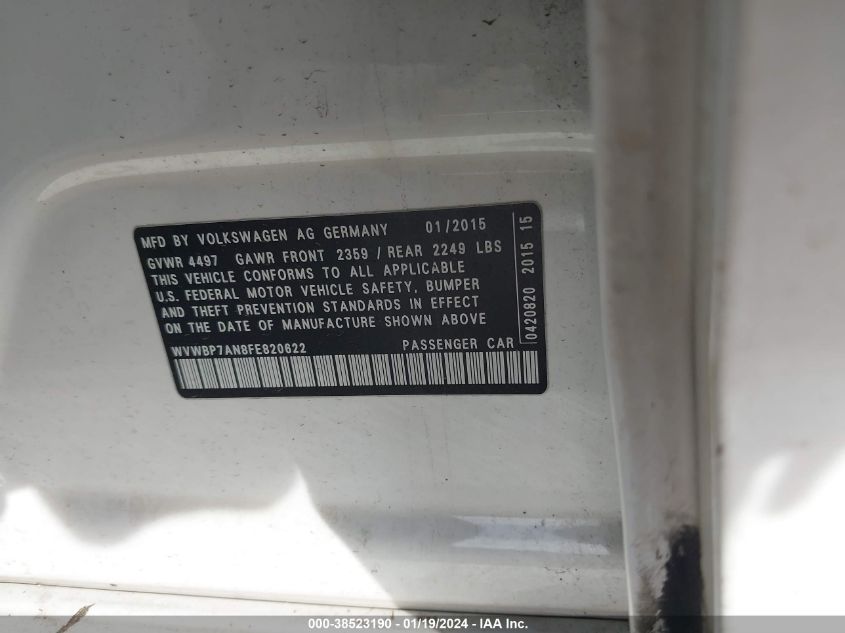 MFD BY VOLKSWAGEN AG GERMANY 01/2015
GVWR 4497 GAWR FRONT 2359 / REAR 2249 LBS
THIS VEHICLE CONFORMS TO ALL APPLICABLE
U.S. FEDERAL MOTOR VEHICLE SAFETY, BUMPER
AND THEFT PREVENTION STANDARDS IN EFFECT
ON THE DATE OF MANUFACTURE SHOWN ABOVE
WVWBP7AN8FE820622 PASSENGER CAR
0420820 2015 15
000-38523190 - 01/19/2024 - IAA Inc.